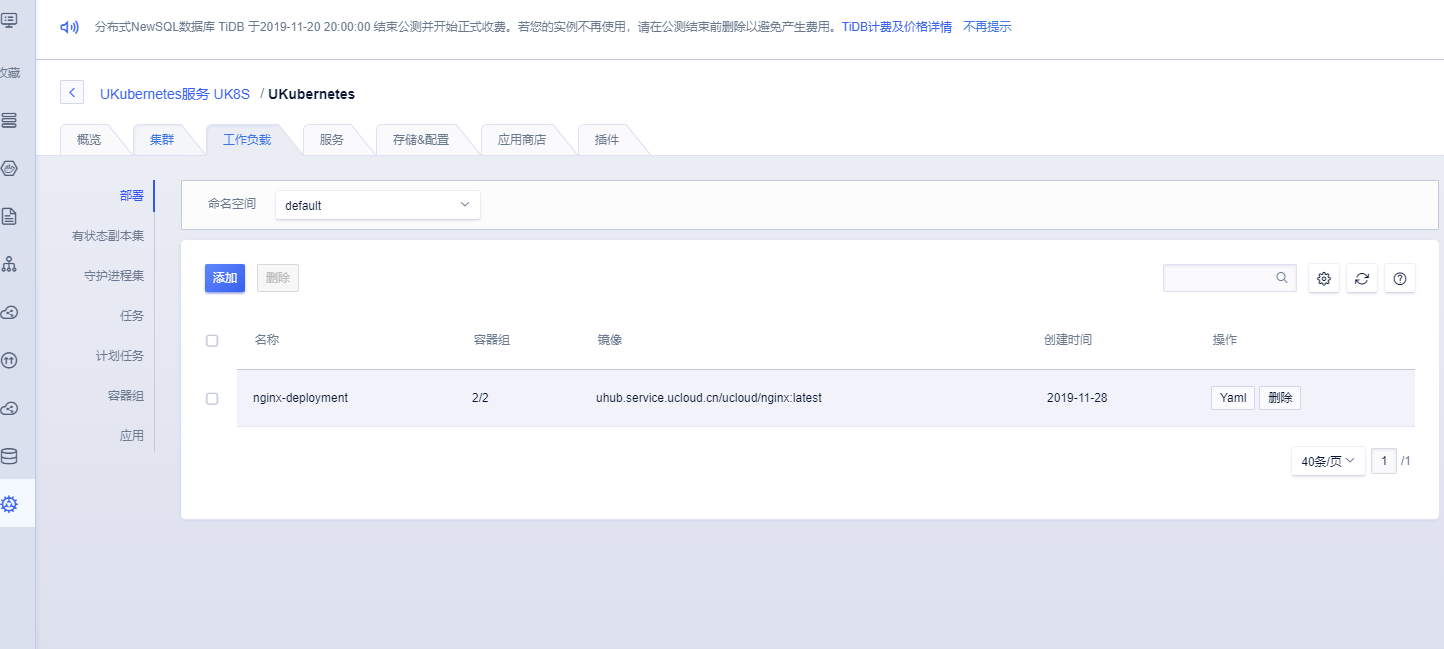 分布式NewSQL数据库 TiDB 于2019-11-20 20:00:00 结束公测并开始正式收费。若您的实例不再使用，请在公测结束前删除以避免产生费用。 TiDB计费及价格详情 不再提示
收藏
UKubernetes服务 UK8S / UKubernetes
概览 集群 工作负载 服务 存储&配置 应用商店 插件
部署
有状态副本集
守护进程集
任务
计划任务
容器组
应用
命名空间 default
添加 删除
名称 容器组 镜像 创建时间 操作
nginx-deployment 2/2 uhub.service.ucloud.cn/ucloud/nginx:latest 2019-11-28 Yaml 删除
40条/页 1 /1